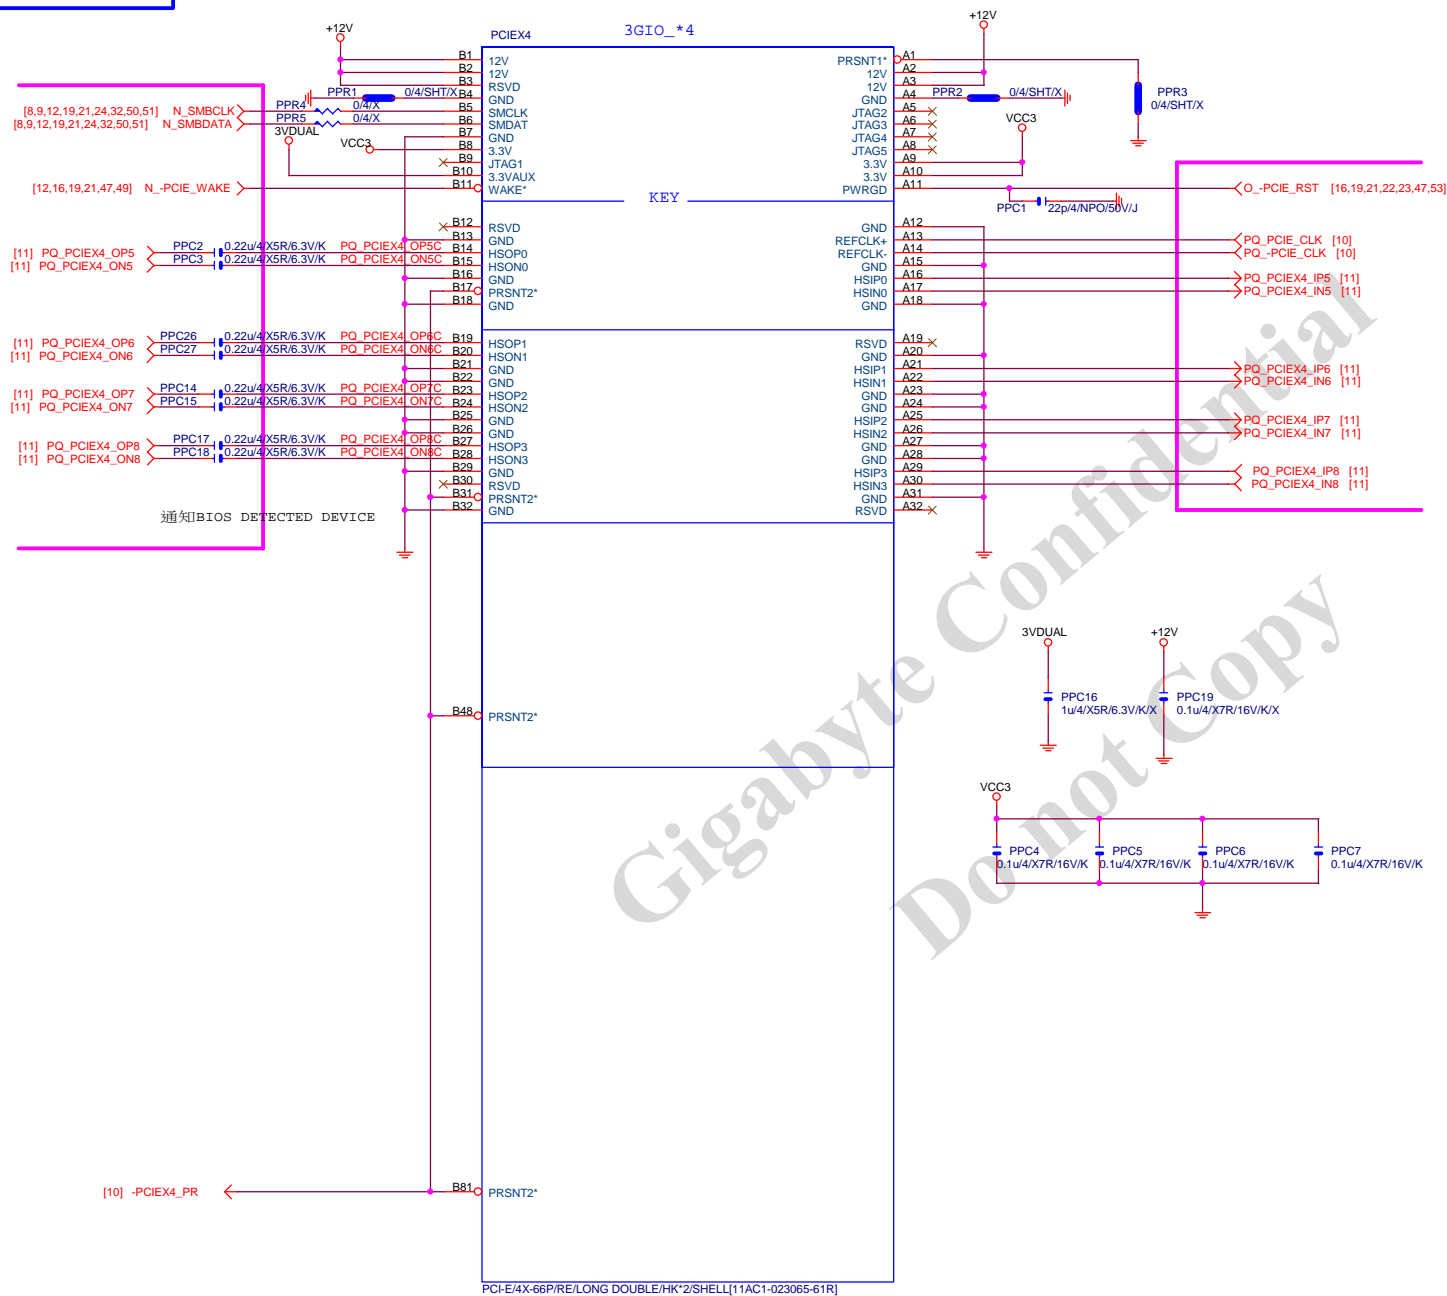 +12V
PCIEX4
3GIO_*4
+12V
B1 12V PRSNT1* A1
B2 12V 12V A2
B3 RSVD 12V A3
PPR1 0/4/SHT/X B4 GND GND A4 PPR2 0/4/SHT/X
PPR3
0/4/SHT/X
[8,9,12,19,21,24,32,50,51] N_SMBCLK PPR4 0/4/X B5 SMCLK JTAG2 A5
[8,9,12,19,21,24,32,50,51] N_SMBDATA PPR5 0/4/X B6 SMDAT JTAG3 A6
3VDUAL B7 GND JTAG4 A7 VCC3
VCC3 B8 3.3V JTAG5 A8
B9 JTAG1 3.3V A9
B10 3.3VAUX 3.3V A10
[12,16,19,21,47,49] N_-PCIE_WAKE B11 WAKE* PWRGD A11 O_-PCIE_RST [16,19,21,22,23,47,53]
KEY
PPC1 22p/4/NPO/50V/J
B12 RSVD GND A12
B13 GND REFCLK+ A13 PQ_PCIE_CLK [10]
[11] PQ_PCIEX4_OP5 PPC2 0.22u/4/X5R/6.3V/K PQ_PCIEX4_OP5C B14 HSOP0 REFCLK- A14 PQ_-PCIE_CLK [10]
[11] PQ_PCIEX4_ON5 PPC3 0.22u/4/X5R/6.3V/K PQ_PCIEX4_ON5C B15 HSON0 GND A15
B16 GND HSIP0 A16 PQ_PCIEX4_IP5 [11]
B17 PRSNT2* HSIN0 A17 PQ_PCIEX4_IN5 [11]
B18 GND GND A18
[11] PQ_PCIEX4_OP6 PPC26 0.22u/4/X5R/6.3V/K PQ_PCIEX4_OP6C B19 HSOP1 RSVD A19
[11] PQ_PCIEX4_ON6 PPC27 0.22u/4/X5R/6.3V/K PQ_PCIEX4_ON6C B20 HSON1 GND A20
B21 GND HSIP1 A21 PQ_PCIEX4_IP6 [11]
B22 GND HSIN1 A22 PQ_PCIEX4_IN6 [11]
[11] PQ_PCIEX4_OP7 PPC14 0.22u/4/X5R/6.3V/K PQ_PCIEX4_OP7C B23 HSOP2 GND A23
[11] PQ_PCIEX4_ON7 PPC15 0.22u/4/X5R/6.3V/K PQ_PCIEX4_ON7C B24 HSON2 GND A24
B25 GND HSIP2 A25 PQ_PCIEX4_IP7 [11]
B26 GND HSIN2 A26 PQ_PCIEX4_IN7 [11]
[11] PQ_PCIEX4_OP8 PPC17 0.22u/4/X5R/6.3V/K PQ_PCIEX4_OP8C B27 HSOP3 GND A27
[11] PQ_PCIEX4_ON8 PPC18 0.22u/4/X5R/6.3V/K PQ_PCIEX4_ON8C B28 HSON3 GND A28
B29 GND HSIP3 A29 PQ_PCIEX4_IP8 [11]
B30 RSVD HSIN3 A30 PQ_PCIEX4_IN8 [11]
B31 PRSNT2* GND A31
B32 GND RSVD A32
通知BIOS DETECTED DEVICE
3VDUAL
PPC16
1u/4/X5R/6.3V/K/X
+12V
PPC19
0.1u/4/X7R/16V/K/X
B48 PRSNT2*
VCC3
PPC4 PPC5 PPC6 PPC7
0.1u/4/X7R/16V/K 0.1u/4/X7R/16V/K 0.1u/4/X7R/16V/K 0.1u/4/X7R/16V/K
Gigabyte Confidential
Do not Copy
[10] -PCIEX4_PR B81 PRSNT2*
PCI-E/4X-66P/RE/LONG DOUBLE/HK*2/SHELL[11AC1-023065-61R]